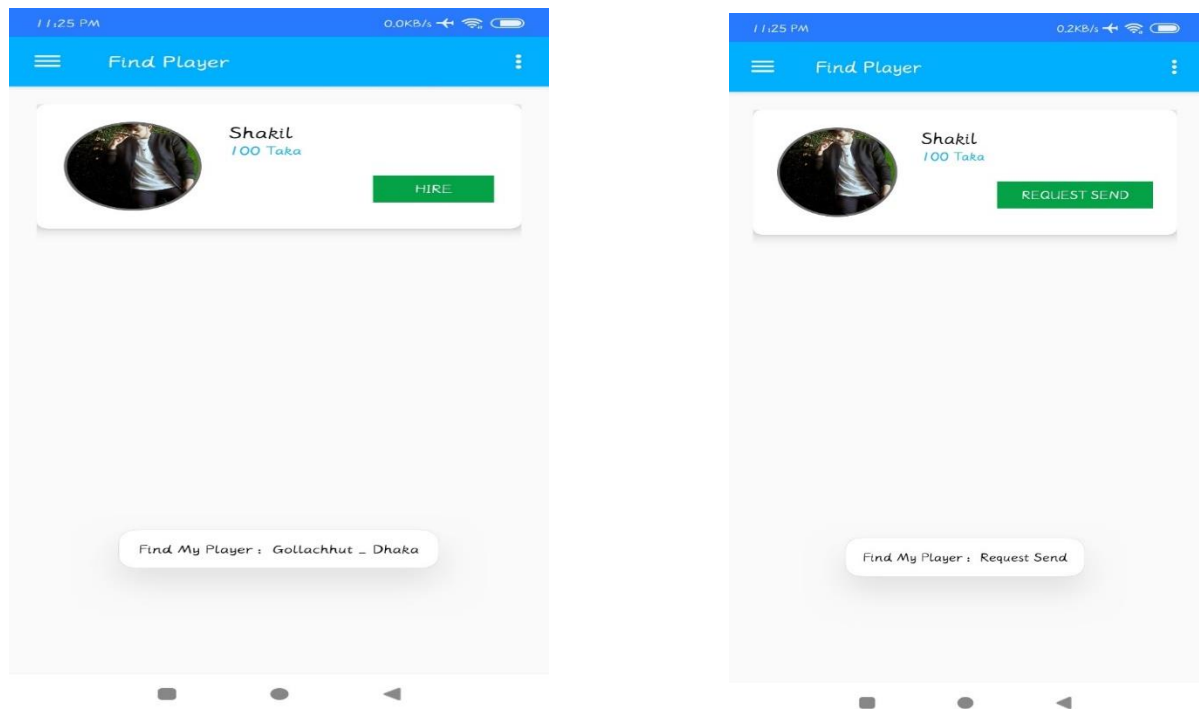 11:25 PM 0.0KB/s
Find Player
Shakil
100 Taka
HIRE
Find My Player : Gollachhut _ Dhaka
11:25 PM 0.2KB/s
Find Player
Shakil
100 Taka
REQUEST SEND
Find My Player : Request Send